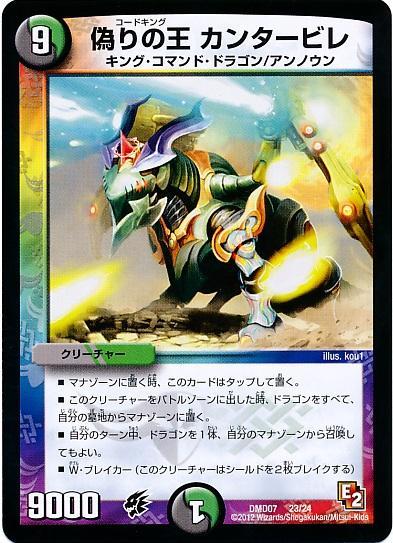 9
コードキング
偽りの王 カンタービレ
キング・コマンド・ドラゴン/アンノウン
illus. kou1
クリーチャー
■ マナゾーンに置く時、このカードはタップして置く。
■ このクリーチャーをバトルゾーンに出した時、ドラゴンをすべて、
自分の墓地からマナゾーンに置く。
■ 自分のターン中、ドラゴンを1体、自分のマナゾーンから召喚し
てもよい。
■ W・ブレイカー (このクリーチャーはシールドを2枚ブレイクする)
9000
1
DMD07 23/24
©2012 Wizards/Shogakukan/Mitsui-Kids
E2